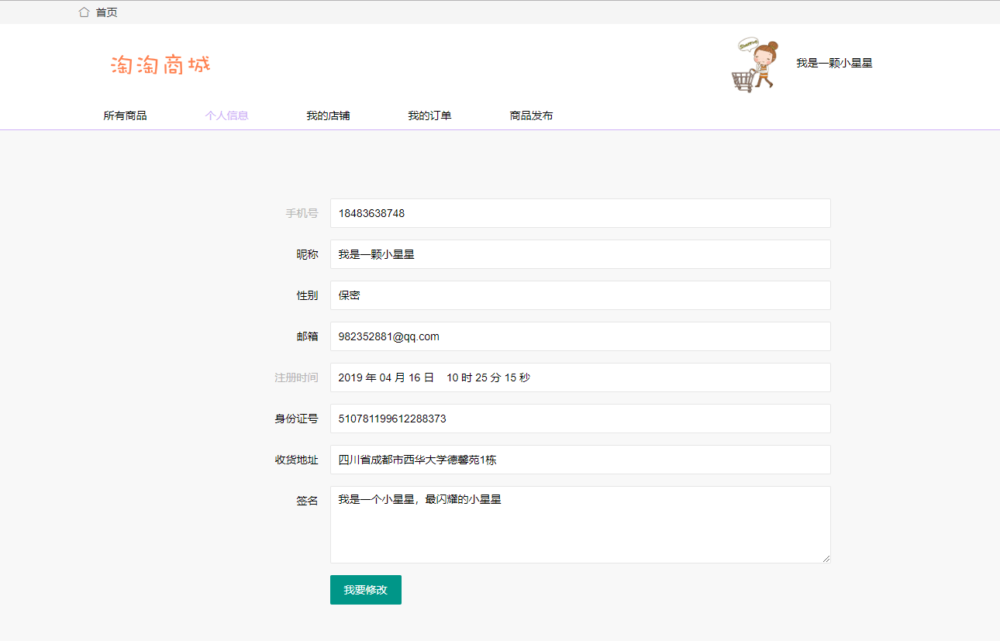 首页
淘淘商城
Shopping
我是一颗小星星
所有商品 个人信息 我的店铺 我的订单 商品发布
手机号 18483638748
昵称 我是一颗小星星
性别 保密
邮箱 982352881@qq.com
注册时间 2019 年 04 月 16 日 10 时 25 分 15 秒
身份证号 510781199612288373
收货地址 四川省成都市西华大学德馨苑1栋
签名 我是一个小星星，最闪耀的小星星
我要修改